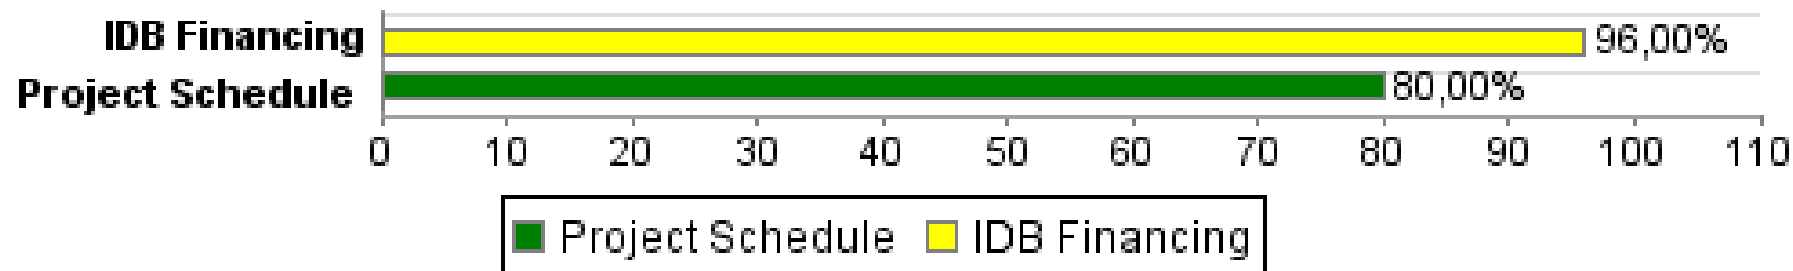 IDB Financing
96,00%
Project Schedule
80,00%
0 10 20 30 40 50 60 70 80 90 100 110
Project Schedule IDB Financing